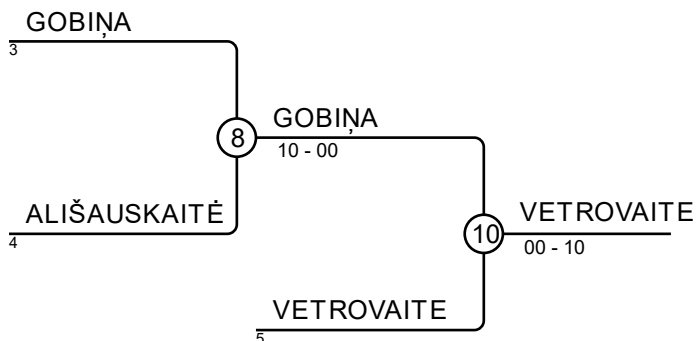 GOBIŅA
3
8
GOBIŅA
10 - 00
ALIŠAUSKAITĖ
4
10
VETROVAITE
00 - 10
VETROVAITE
5